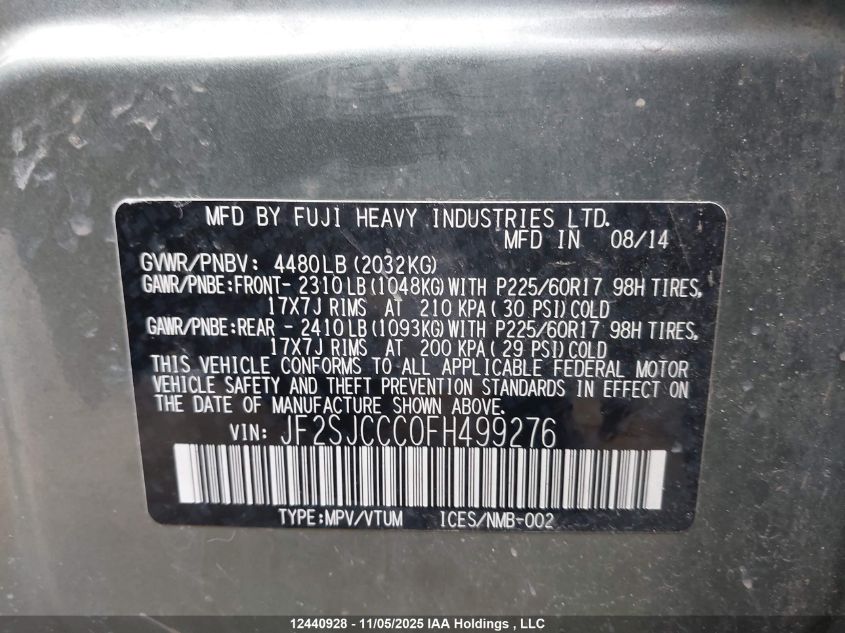 MFD BY FUJI HEAVY INDUSTRIES LTD.
MFD IN 08/14
GVWR/PNBV: 4480LB(2032KG)
GAWR/PNBE:FRONT- 2310LB(1048KG)WITH P225/60R17 98H TIRES,
17X7J RIMS AT 210 KPA( 30 PSI)COLD
GAWR/PNBE:REAR - 2410LB(1093KG)WITH P225/60R17 98H TIRES,
17X7J RIMS AT 200 KPA( 29 PSI)COLD
THIS VEHICLE CONFORMS TO ALL APPLICABLE FEDERAL MOTOR
VEHICLE SAFETY AND THEFT PREVENTION STANDARDS IN EFFECT ON
THE DATE OF MANUFACTURE SHOWN ABOVE.
VIN: JF2SJCCC0FH499276
TYPE:MPV/VTUM ICES/NMB-002
12440928 - 11/05/2025 IAA Holdings , LLC